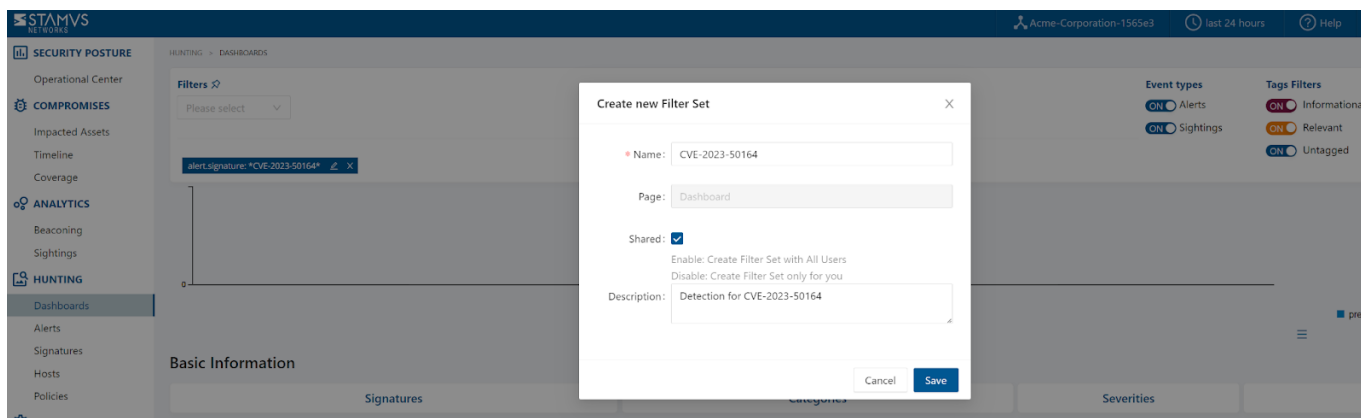 STAMVS
NETWORKS
Acme-Corporation-1565e3
last 24 hours
Help
SECURITY POSTURE
Operational Center
COMPROMISES
Impacted Assets
Timeline
Coverage
ANALYTICS
Beaconing
Sightings
HUNTING
Dashboards
Alerts
Signatures
Hosts
Policies
HUNTING > DASHBOARDS
Filters
Please select
alert.signature: *CVE-2023-50164*
0
Create new Filter Set
* Name: CVE-2023-50164
Page: Dashboard
Shared:
Enable: Create Filter Set with All Users
Disable: Create Filter Set only for you
Description: Detection for CVE-2023-50164
Cancel Save
Event types
ON Alerts
ON Sightings
Tags Filters
ON Informationa
ON Relevant
ON Untagged
pre
Basic Information
Signatures
Categories
Severities